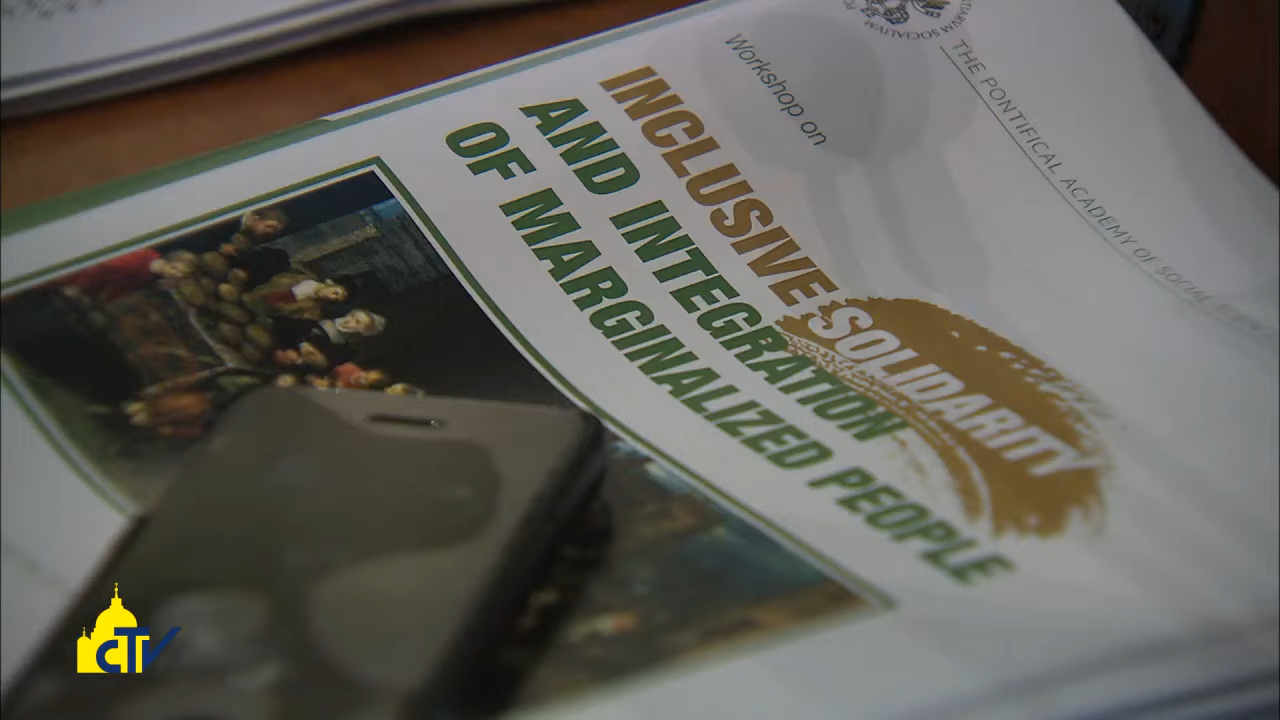 THE PONTIFICAL ACADEMY OF SOCIAL
Workshop on
INCLUSIVE SOLIDARITY
AND INTEGRATION
OF MARGINALIZED PEOPLE
CTV